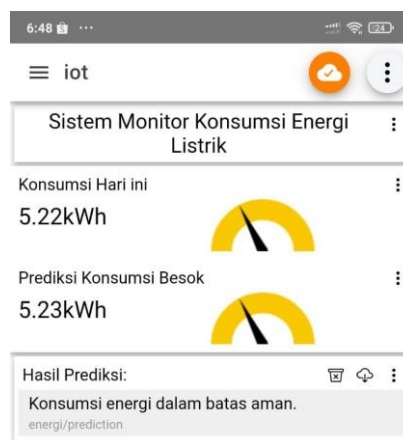 6:48
24
iot
Sistem Monitor Konsumsi Energi
Listrik
Konsumsi Hari ini
5.22kWh
Prediksi Konsumsi Besok
5.23kWh
Hasil Prediksi:
Konsumsi energi dalam batas aman.
energi/prediction